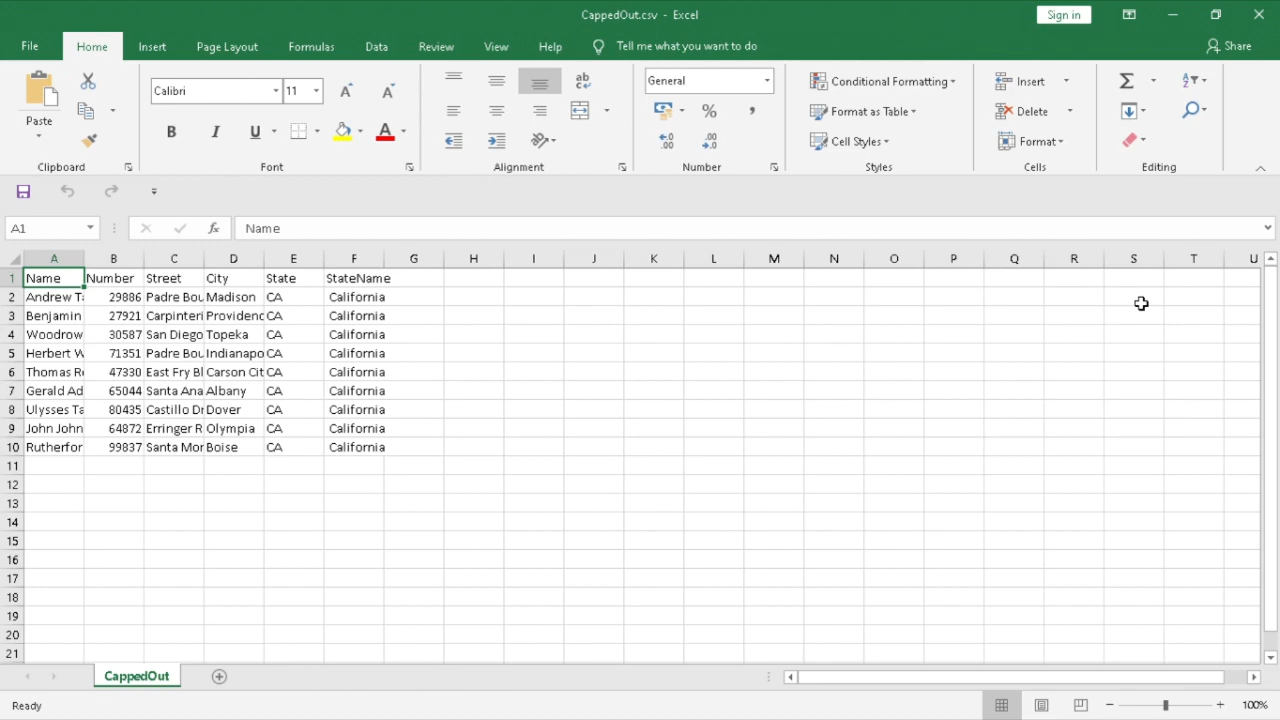 CappedOut.csv - Excel
Sign in
File Home Insert Page Layout Formulas Data Review View Help Tell me what you want to do Share
Paste
Calibri 11
B I U A
ab
General
% ,
Conditional Formatting
Format as Table
Cell Styles
Insert
Delete
Format
Clipboard Font Alignment Number Styles Cells Editing
A1 fx Name
A B C D E F G H I J K L M N O P Q R S T U
1 Name Number Street City State StateName
2 Andrew Ta 29886 Padre Bou Madison CA California
3 Benjamin 27921 Carpinteri Providenc CA California
4 Woodrow 30587 San Diego Topeka CA California
5 Herbert W 71351 Padre Bou Indianapo CA California
6 Thomas Re 47330 East Fry Bl Carson Cit CA California
7 Gerald Ad 65044 Santa Ana Albany CA California
8 Ulysses Ta 80435 Castillo Dr Dover CA California
9 John John 64872 Erringer R Olympia CA California
10 Rutherfor 99837 Santa Mor Boise CA California
11
12
13
14
15
16
17
18
19
20
21
CappedOut
Ready 100%